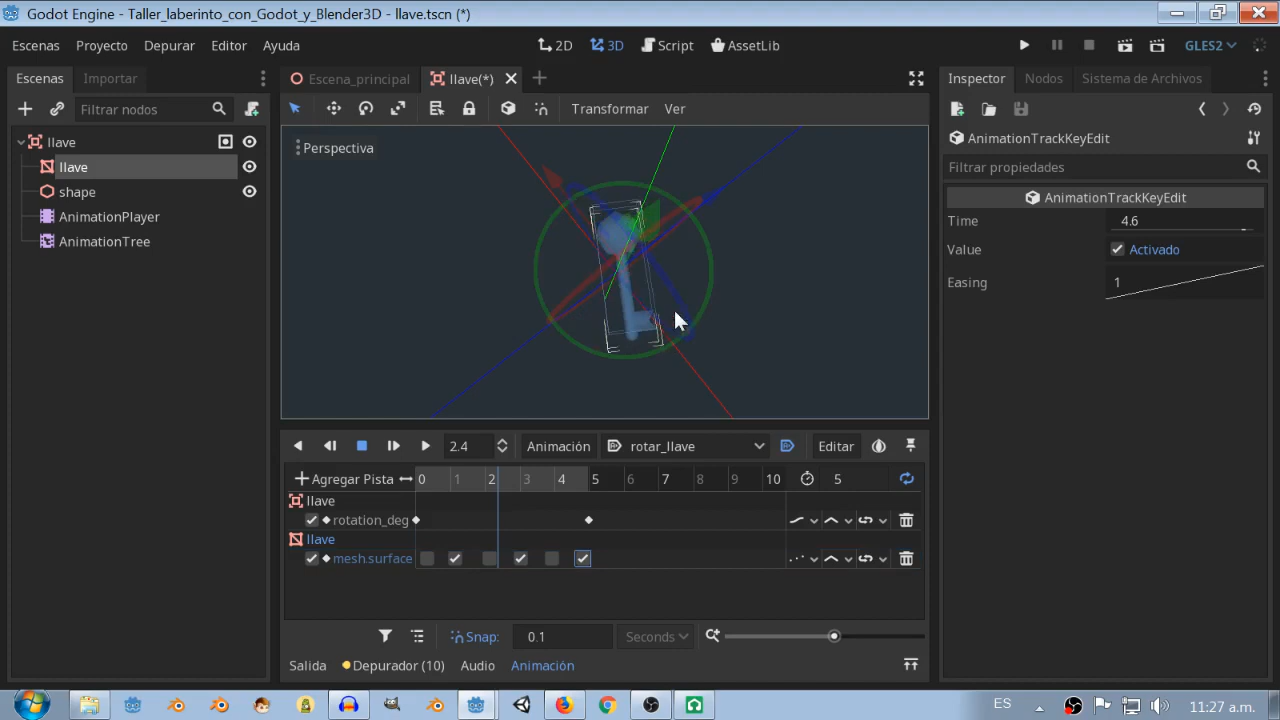 Godot Engine - Taller_laberinto_con_Godot_y_Blender3D - llave.tscn (*)
Escenas Proyecto Depurar Editor Ayuda
2D 3D Script AssetLib
GLES2
Escenas Importar
Escena_principal llave(*)
Inspector Nodos Sistema de Archivos
Filtrar nodos
Transformar Ver
AnimationTrackKeyEdit
llave
Perspectiva
Filtrar propiedades
llave
shape
AnimationPlayer
AnimationTree
AnimationTrackKeyEdit
Time 4.6
Value Activado
Easing 1
2.4 Animación rotar_llave Editar
Agregar Pista 0 1 2 3 4 5 6 7 8 9 10 5
llave
rotation_deg
llave
mesh.surface
Snap: 0.1 Seconds
Salida Depurador (10) Audio Animación
ES 11:27 a.m.